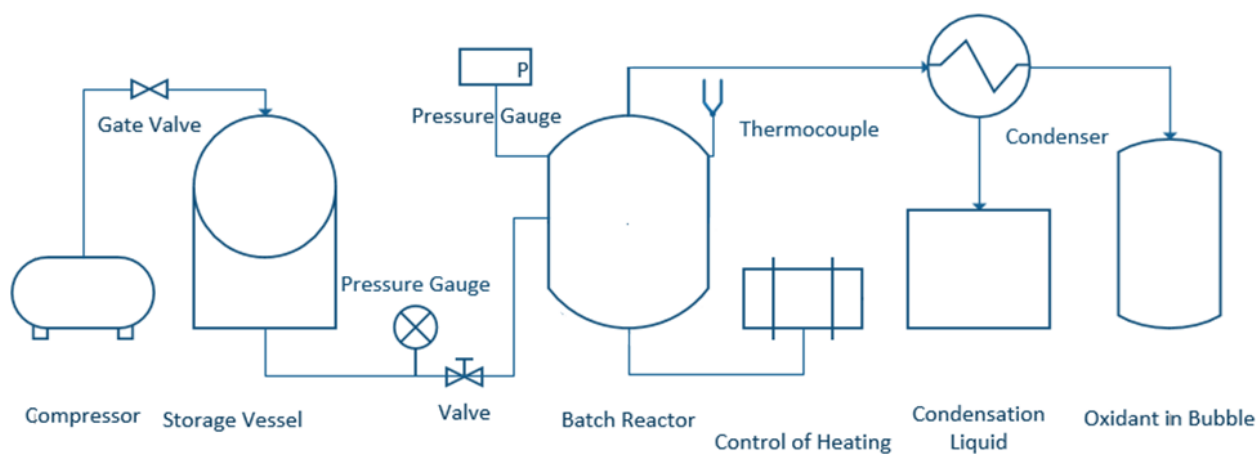 P
Gate Valve
Pressure Gauge
Thermocouple
Condenser
Pressure Gauge
Compressor
Storage Vessel
Valve
Batch Reactor
Control of Heating
Condensation
Liquid
Oxidant in Bubble